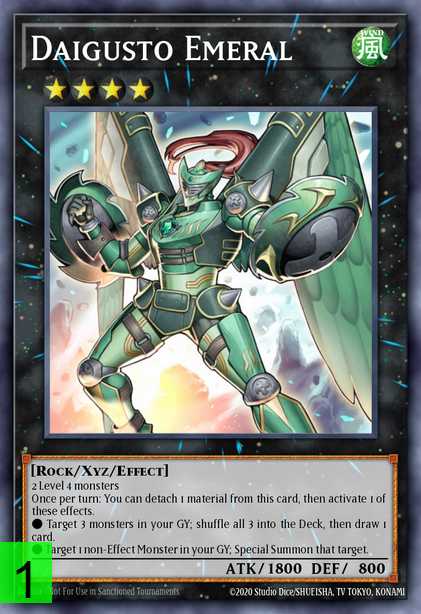 Daigusto Emeral
WIND
風
[Rock/Xyz/Effect]
2 Level 4 monsters
Once per turn: You can detach 1 material from this card, then activate 1 of
these effects.
● Target 3 monsters in your GY; shuffle all 3 into the Deck, then draw 1
card.
● Target 1 non-Effect Monster in your GY; Special Summon that target.
ATK/1800 DEF/ 800
1
Not For Use in Sanctioned Tournaments
©2020 Studio Dice/SHUEISHA, TV TOKYO, KONAMI